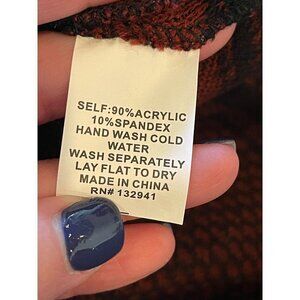 SELF:90%ACRYLIC
10%SPANDEX
HAND WASH COLD
WATER
WASH SEPARATELY
LAY FLAT TO DRY
MADE IN CHINA
RN# 132941